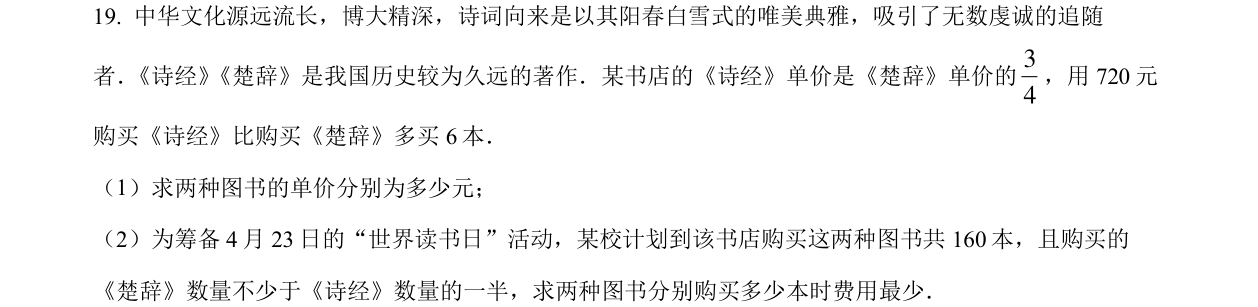 19. 中华文化源远流长，博大精深，诗词向来是以其阳春白雪式的唯美典雅，吸引了无数虔诚的追随
者．《诗经》《楚辞》是我国历史较为久远的著作．某书店的《诗经》单价是《楚辞》单价的3/4，用 720 元
购买《诗经》比购买《楚辞》多买 6 本．
（1）求两种图书的单价分别为多少元；
（2）为筹备 4 月 23 日的“世界读书日”活动，某校计划到该书店购买这两种图书共 160 本，且购买的
《楚辞》数量不少于《诗经》数量的一半，求两种图书分别购买多少本时费用最少．